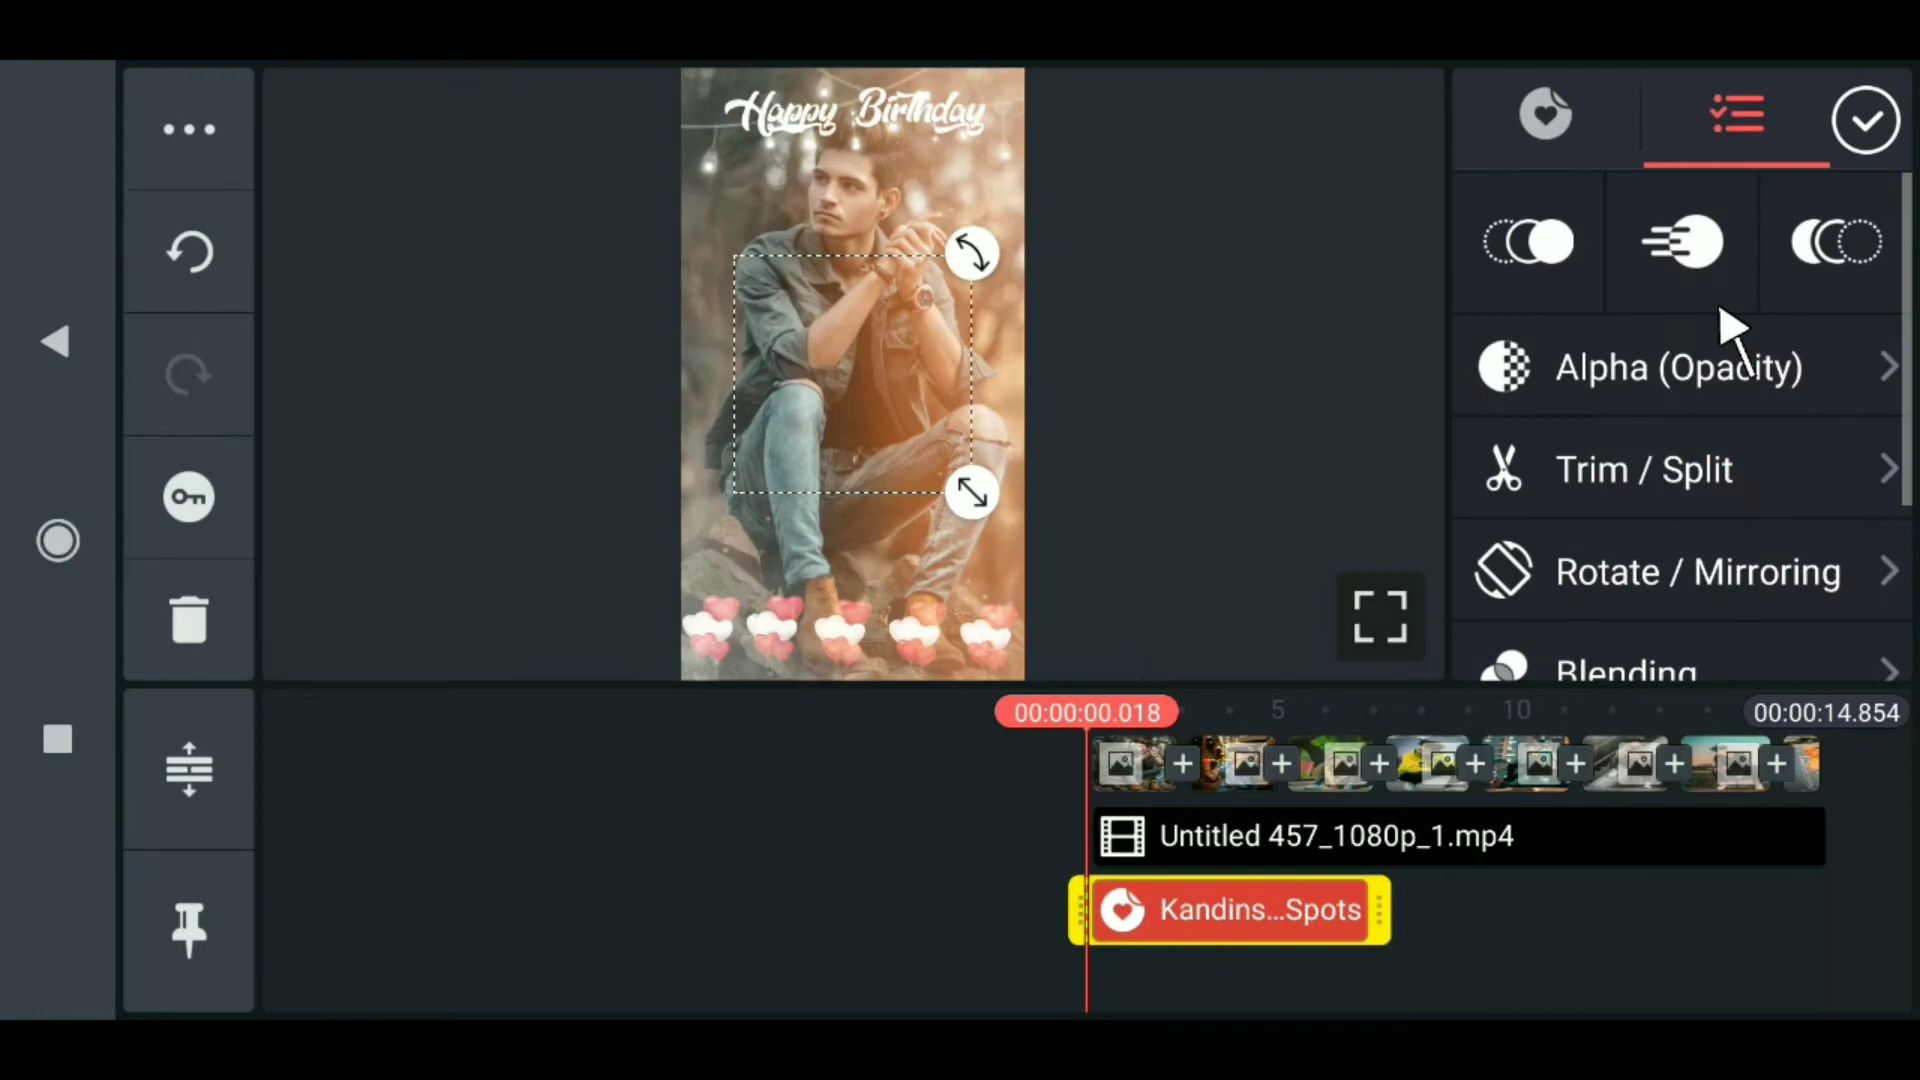 Happy Birthday
Alpha (Opacity)
Trim / Split
Rotate / Mirroring
Blending
00:00:00.018
5
10
00:00:14.854
Untitled 457_1080p_1.mp4
Kandins...Spots